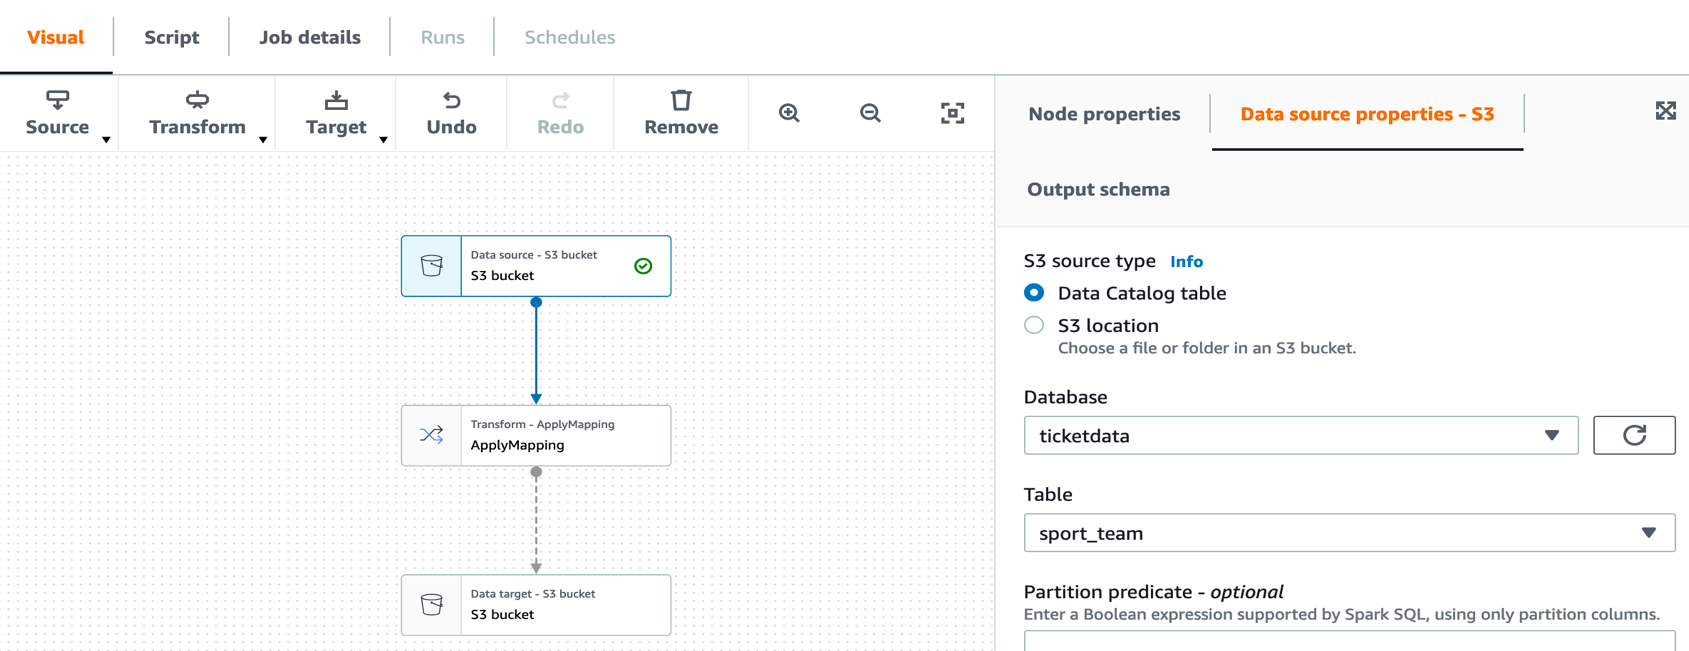 Visual
Script
Job details
Runs
Schedules
Source
Transform
Target
Undo
Redo
Remove
Data source - S3 bucket
S3 bucket
Transform - ApplyMapping
ApplyMapping
Data target - S3 bucket
S3 bucket
Node properties
Data source properties - S3
Output schema
S3 source type Info
Data Catalog table
S3 location
Choose a file or folder in an S3 bucket.
Database
ticketdata
Table
sport_team
Partition predicate - optional
Enter a Boolean expression supported by Spark SQL, using only partition columns.